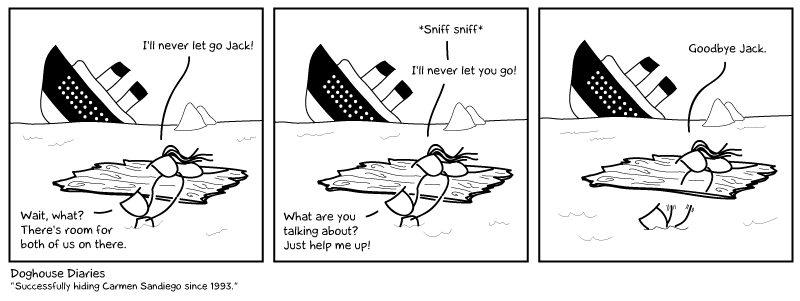 I'll never let go Jack!
Wait, what?
There's room for
both of us on there.
*Sniff sniff*
I'll never let you go!
What are you
talking about?
Just help me up!
Goodbye Jack.
Doghouse Diaries
"Successfully hiding Carmen Sandiego since 1993."